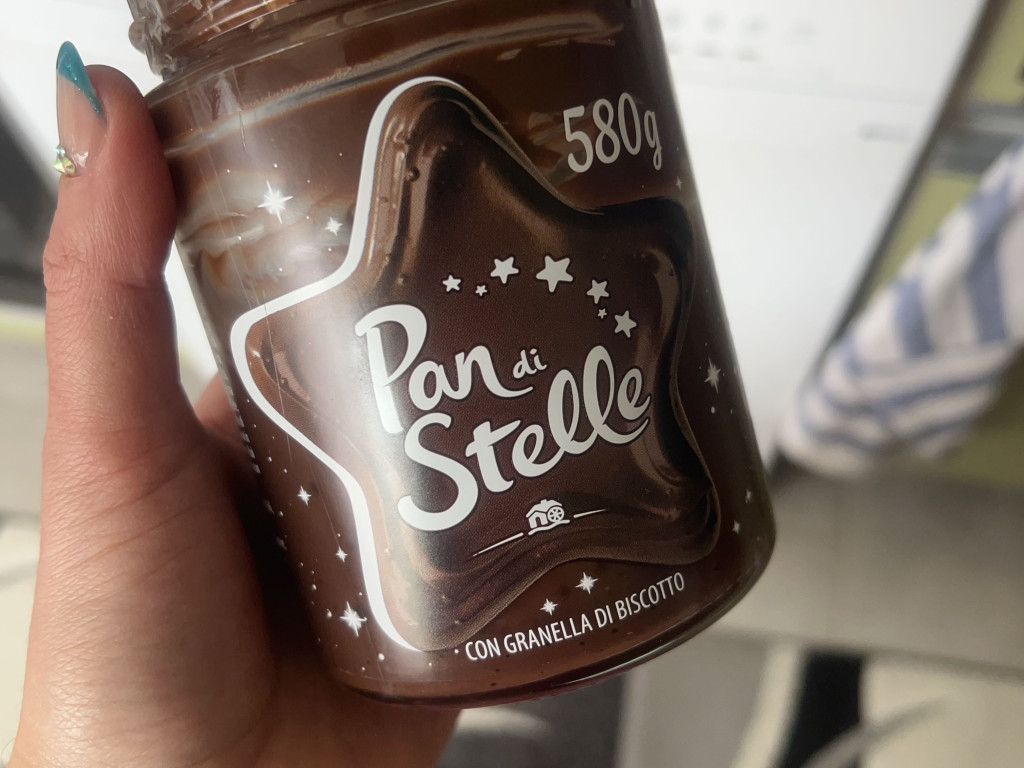 580g
Pan di
Stelle
CON GRANELLA DI BISCOTTO